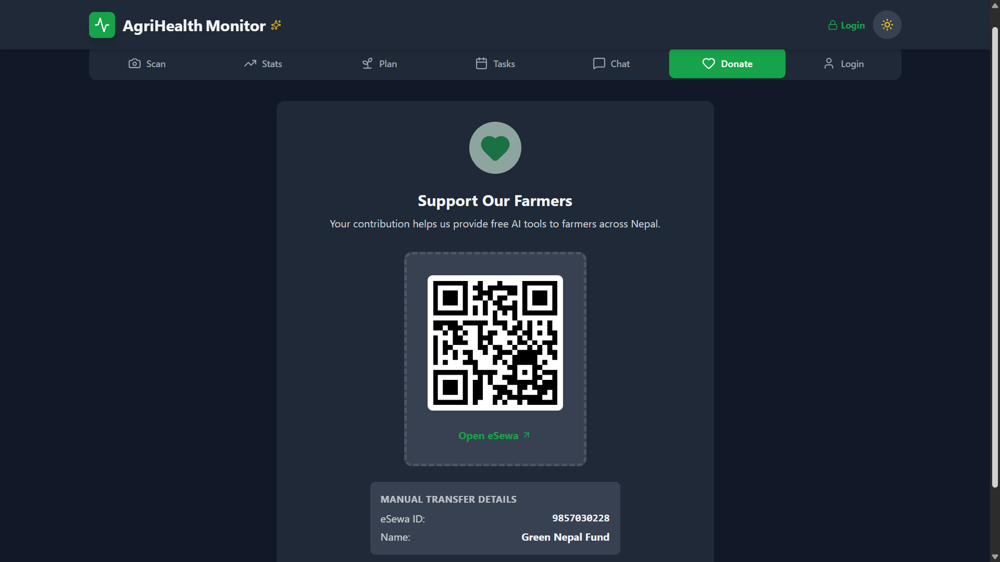 AgriHealth Monitor
Login
Scan
Stats
Plan
Tasks
Chat
Donate
Login
Support Our Farmers
Your contribution helps us provide free AI tools to farmers across Nepal.
Open eSewa
MANUAL TRANSFER DETAILS
eSewa ID: 9857030228
Name: Green Nepal Fund